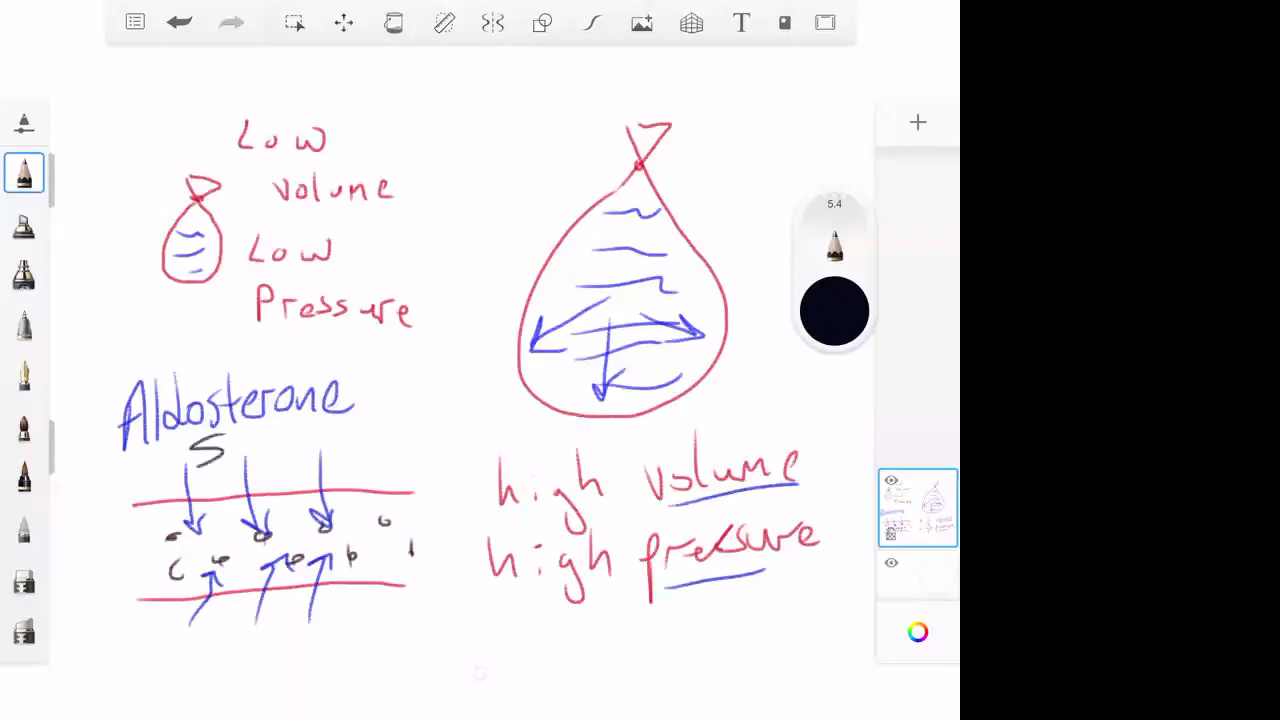 Low
volume
Low
Pressure
Aldosterone
S
high volume
high pressure
5.4
T